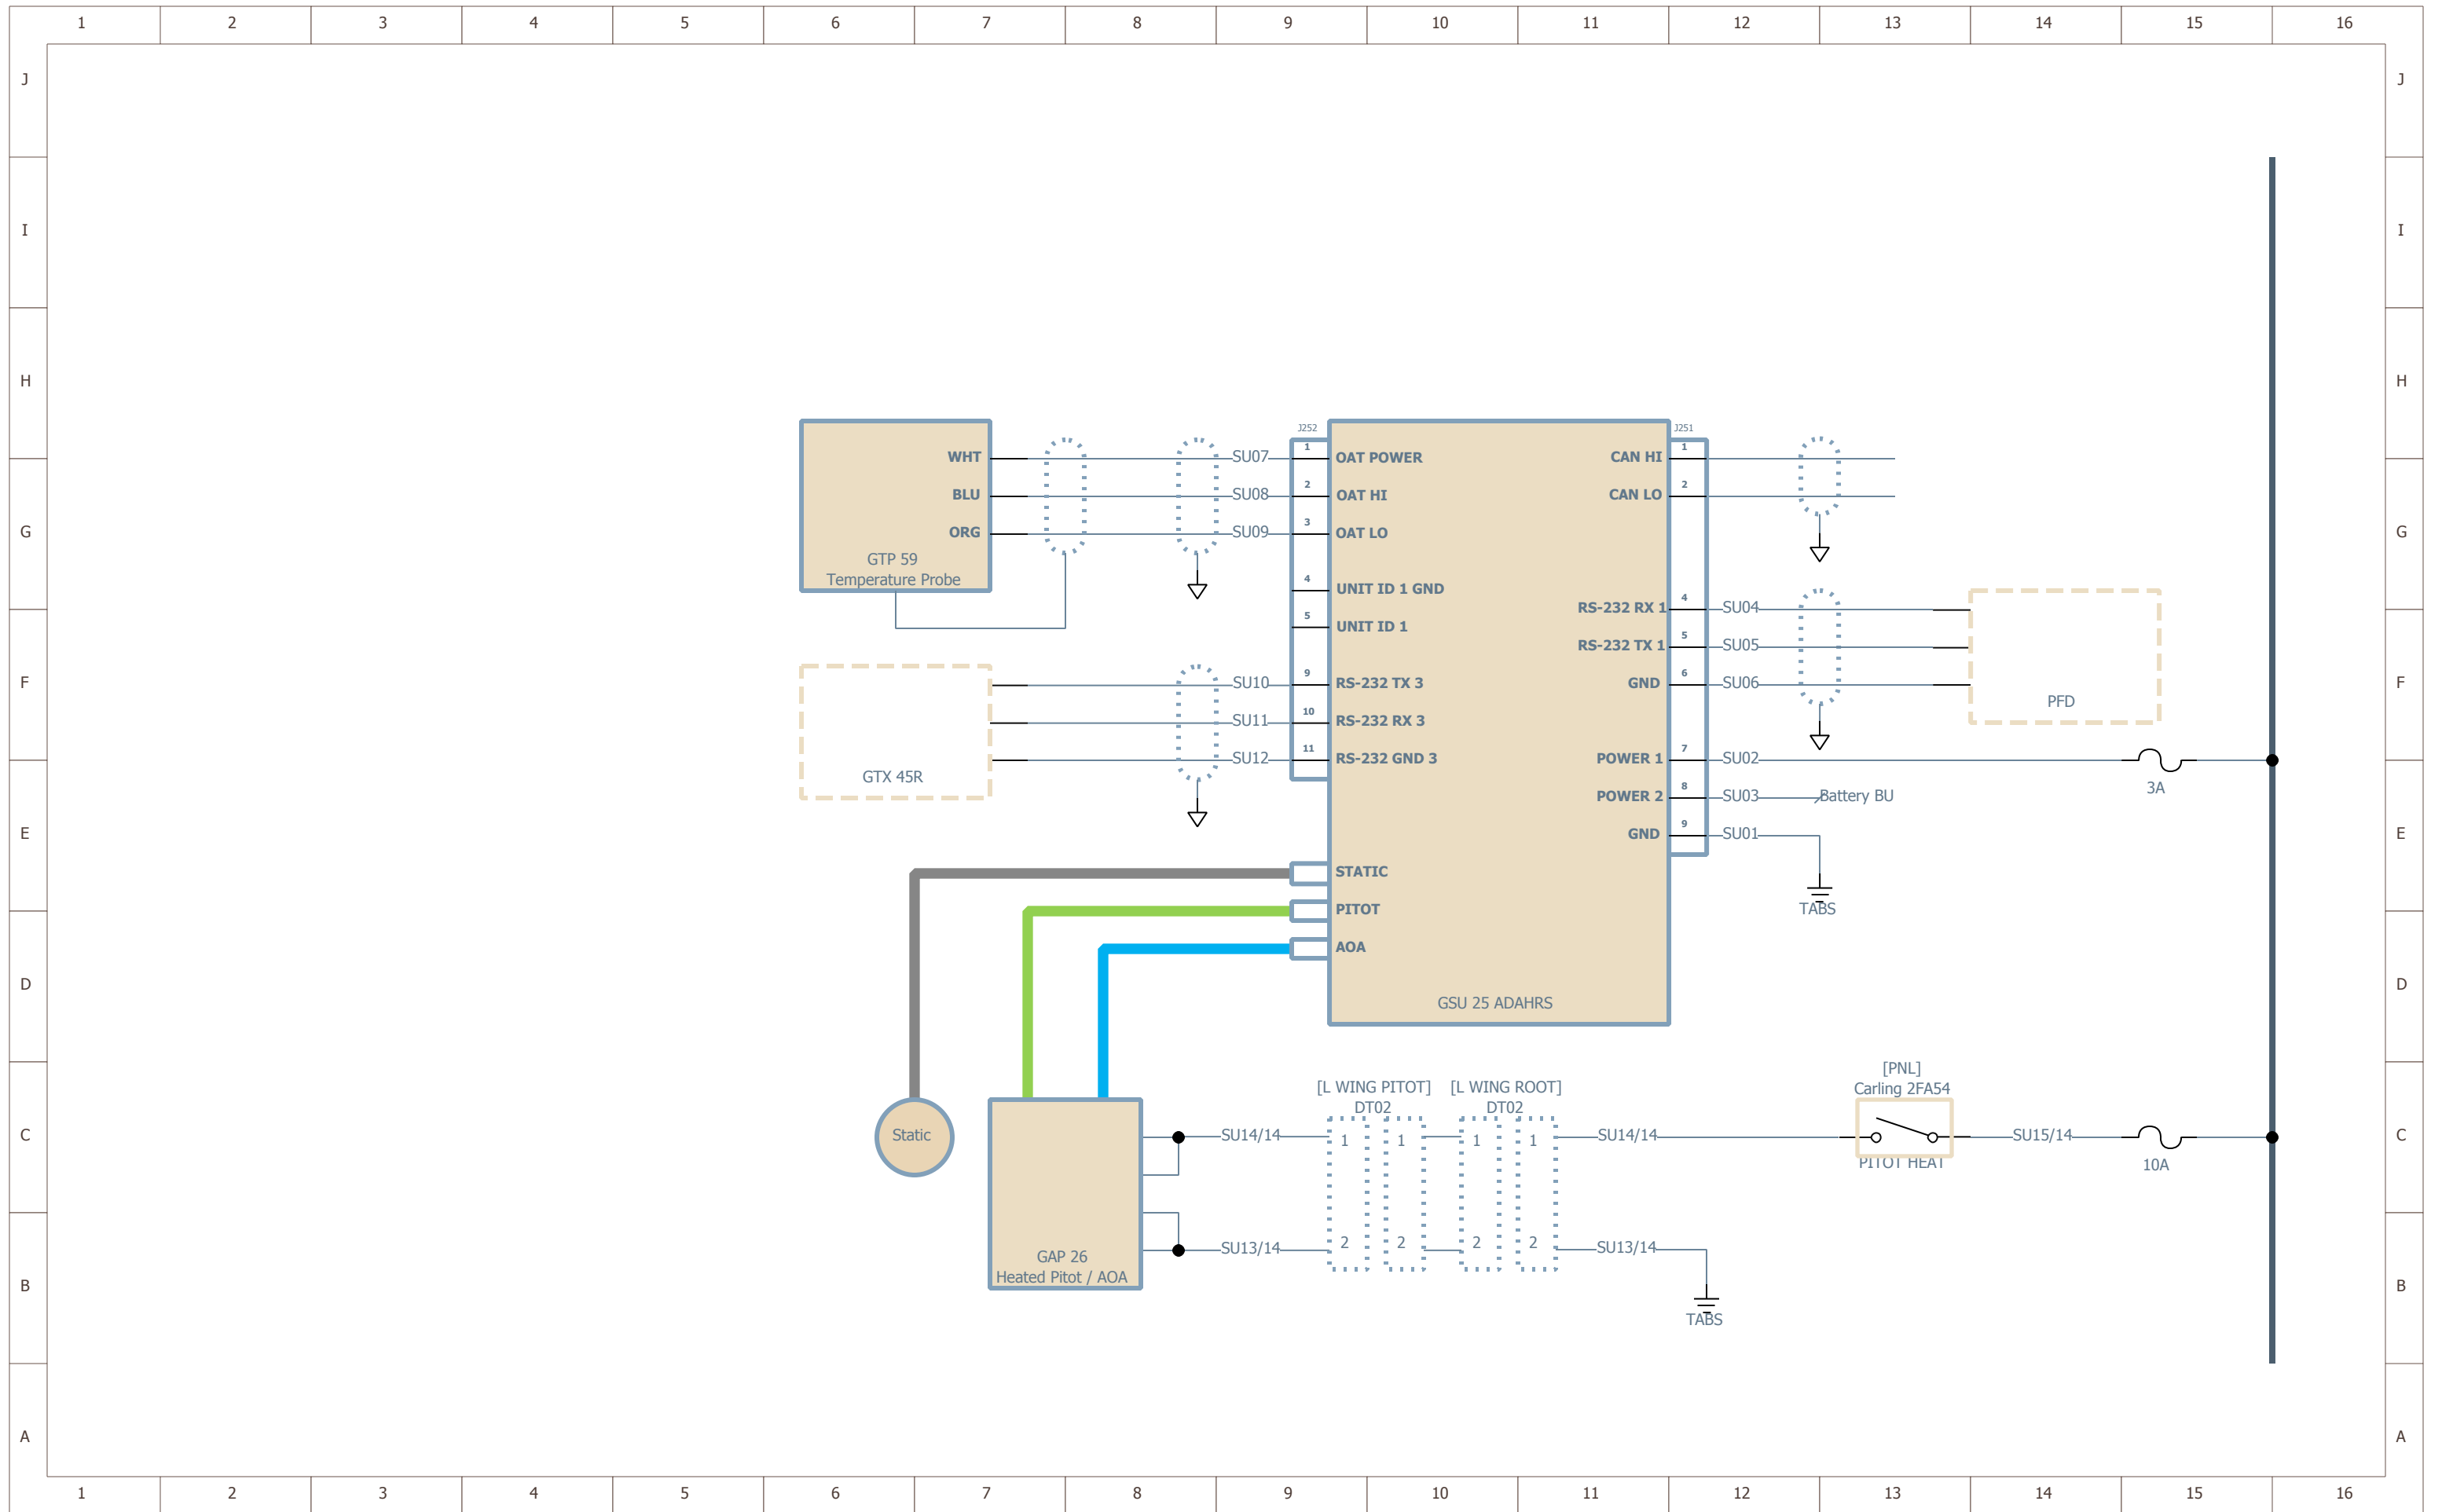 1 2 3 4 5 6 7 8 9 10 11 12 13 14 15 16
J J
I I
H H
G G
F F
E E
D D
C C
B B
A A
WHT
BLU
ORG
GTP 59
Temperature Probe
SU07
SU08
SU09
GTX 45R
SU10
SU11
SU12
J252
1 OAT POWER
2 OAT HI
3 OAT LO
4 UNIT ID 1 GND
5 UNIT ID 1
9 RS-232 TX 3
10 RS-232 RX 3
11 RS-232 GND 3
STATIC
PITOT
AOA
GSU 25 ADAHRS
J251
CAN HI 1
CAN LO 2
RS-232 RX 1 4 SU04
RS-232 TX 1 5 SU05
GND 6 SU06
POWER 1 7 SU02
POWER 2 8 SU03 Battery BU
GND 9 SU01
TABS
PFD
3A
Static
GAP 26
Heated Pitot / AOA
[L WING PITOT] [L WING ROOT]
DT02 DT02
SU14/14 1 1 1 1 SU14/14
SU13/14 2 2 2 2 SU13/14
TABS
[PNL]
Carling 2FA54
PITOT HEAT
SU15/14
10A
1 2 3 4 5 6 7 8 9 10 11 12 13 14 15 16